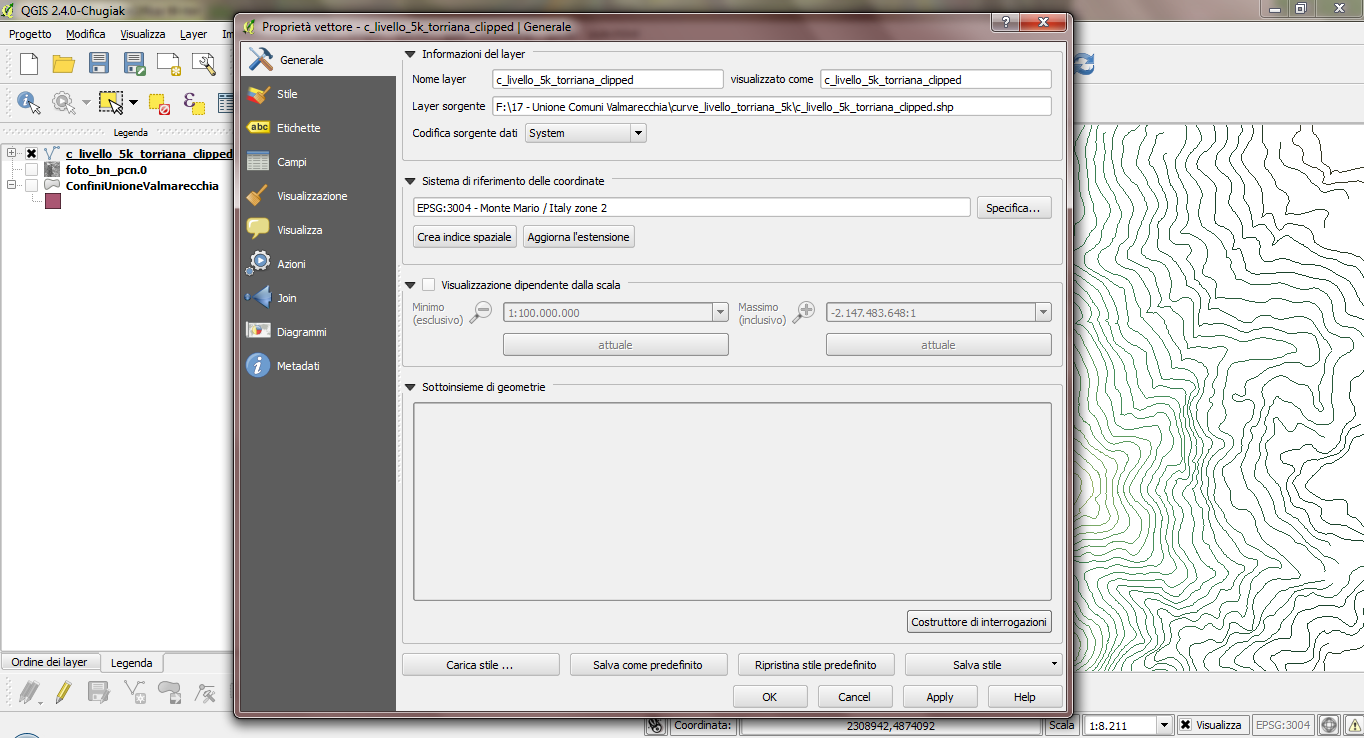 QGIS 2.4.0-Chugiak
Progetto Modifica Visualizza Layer
Legenda
c_livello_5k_torriana_clipped
foto_bn_pcn.0
ConfiniUnioneValmarecchia
Ordine dei layer Legenda
Proprietà vettore - c_livello_5k_torriana_clipped | Generale
Generale
Stile
abc Etichette
Campi
Visualizzazione
Visualizza
Azioni
Join
Diagrammi
Metadati
Informazioni del layer
Nome layer c_livello_5k_torriana_clipped visualizzato come c_livello_5k_torriana_clipped
Layer sorgente F:\17 - Unione Comuni Valmarecchia\curve_livello_torriana_5k\c_livello_5k_torriana_clipped.shp
Codifica sorgente dati System
Sistema di riferimento delle coordinate
EPSG:3004 - Monte Mario / Italy zone 2 Specifica...
Crea indice spaziale Aggiorna l'estensione
Visualizzazione dipendente dalla scala
Minimo (esclusivo) 1:100.000.000 Massimo (inclusivo) -2.147.483.648:1
attuale attuale
Sottoinsieme di geometrie
Costruttore di interrogazioni
Carica stile ... Salva come predefinito Ripristina stile predefinito Salva stile
OK Cancel Apply Help
Coordinata: 2308942,4874092 Scala 1:8.211 Visualizza EPSG:3004